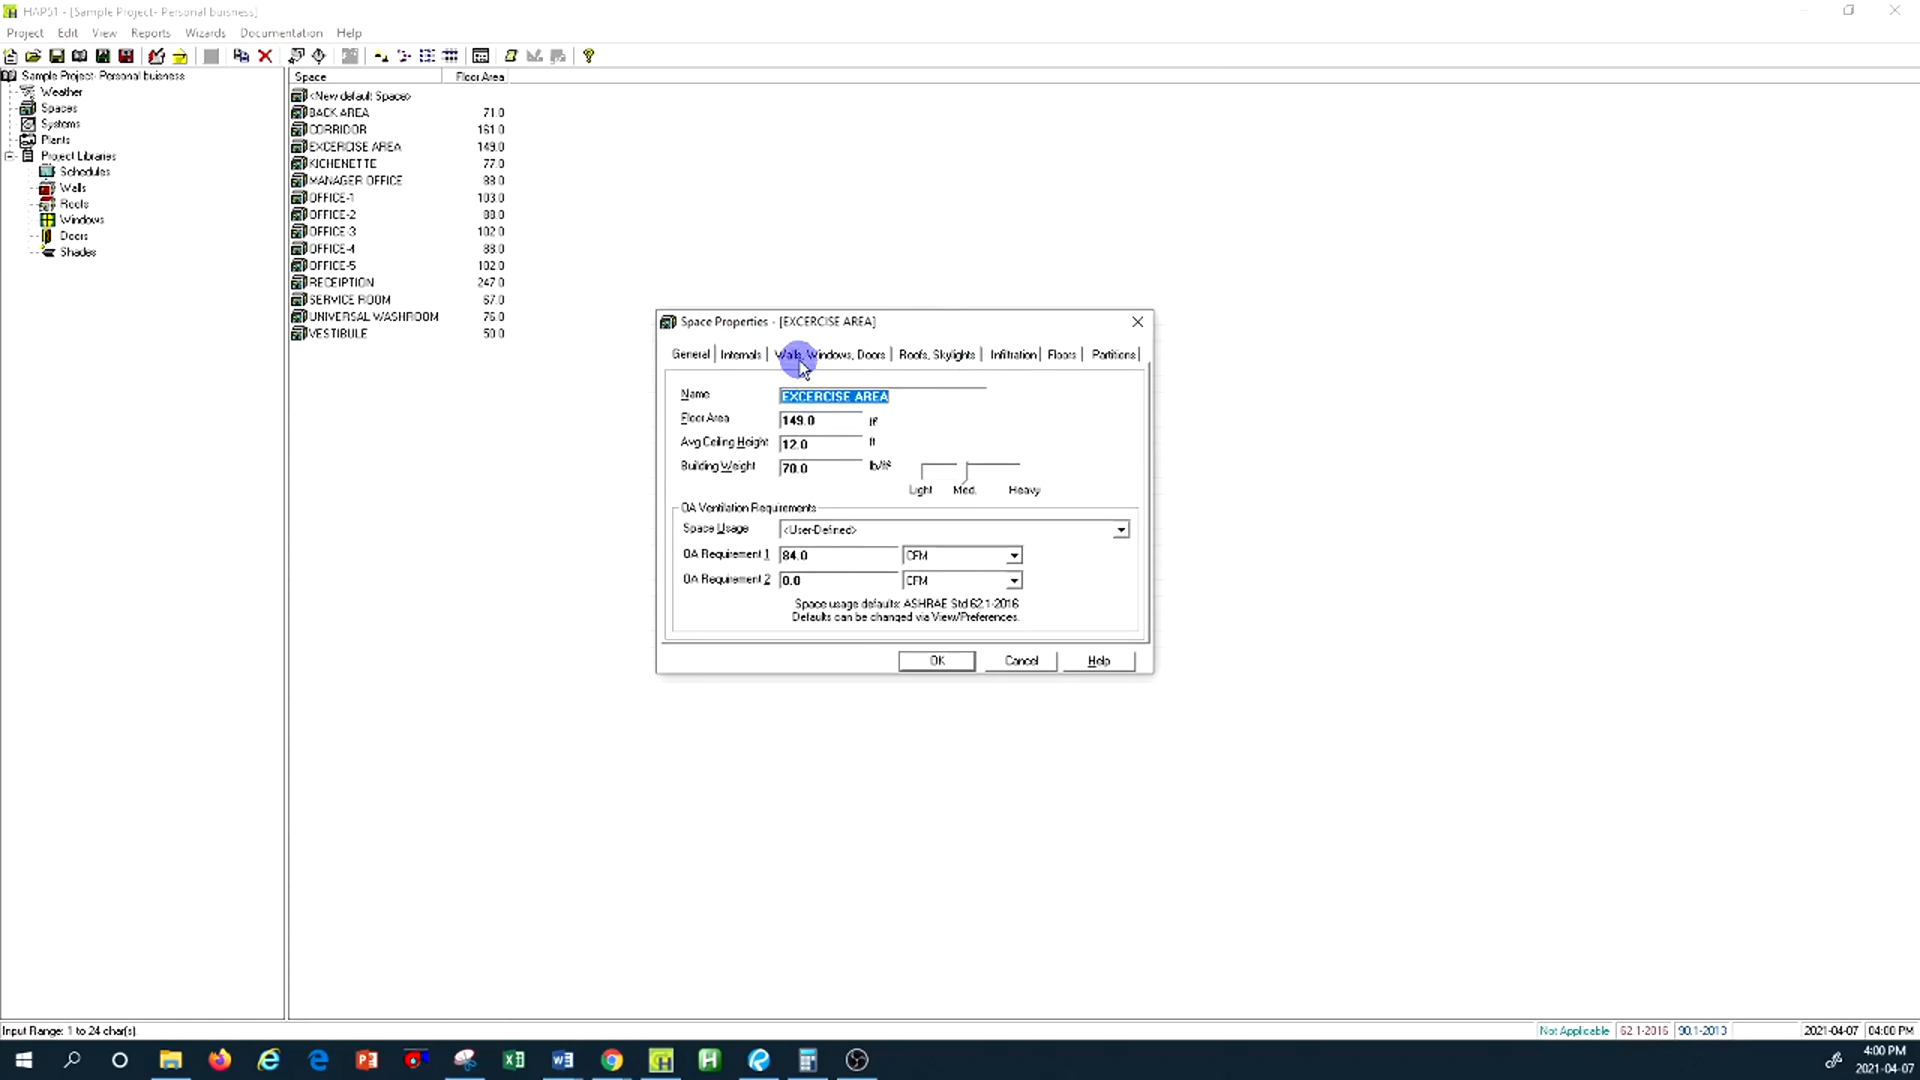 HAP51 - [Sample Project- Personal buisness]
Project Edit View Reports Wizards Documentation Help
Sample Project- Personal buisness
Weather
Spaces
Systems
Plants
Project Libraries
Schedules
Walls
Roofs
Windows
Doors
Shades
Space Floor Area
<New default Space>
BACK AREA 71.0
CORRIDOR 161.0
EXCERCISE AREA 149.0
KICHENETTE 77.0
MANAGER OFFICE 88.0
OFFICE-1 103.0
OFFICE-2 88.0
OFFICE-3 102.0
OFFICE-4 88.0
OFFICE-5 102.0
RECEIPTION 247.0
SERVICE ROOM 67.0
UNIVERSAL WASHROOM 76.0
VESTIBULE 50.0
Space Properties - [EXCERCISE AREA]
General Internals Walls, Windows, Doors Roofs, Skylights Infiltration Floors Partitions
Name EXCERCISE AREA
Floor Area 149.0 ft²
Avg Ceiling Height 12.0 ft
Building Weight 70.0 lb/ft²
Light Med. Heavy
OA Ventilation Requirements
Space Usage <User-Defined>
OA Requirement 1 84.0 CFM
OA Requirement 2 0.0 CFM
Space usage defaults: ASHRAE Std 62.1-2016
Defaults can be changed via View/Preferences.
OK Cancel Help
Input Range: 1 to 24 char(s).
Not Applicable 62.1-2016 90.1-2013 2021-04-07 04:00 PM
4:00 PM
2021-04-07